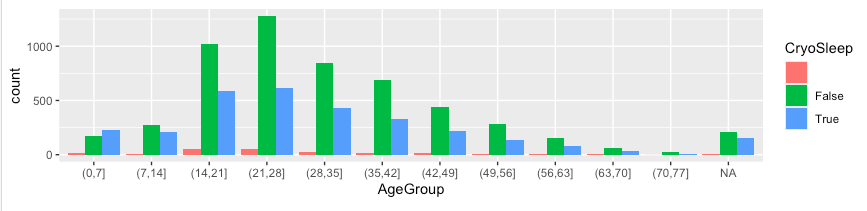 1000
500
0
count
(0,7] (7,14] (14,21] (21,28] (28,35] (35,42] (42,49] (49,56] (56,63] (63,70] (70,77] NA
AgeGroup
CryoSleep
False
True